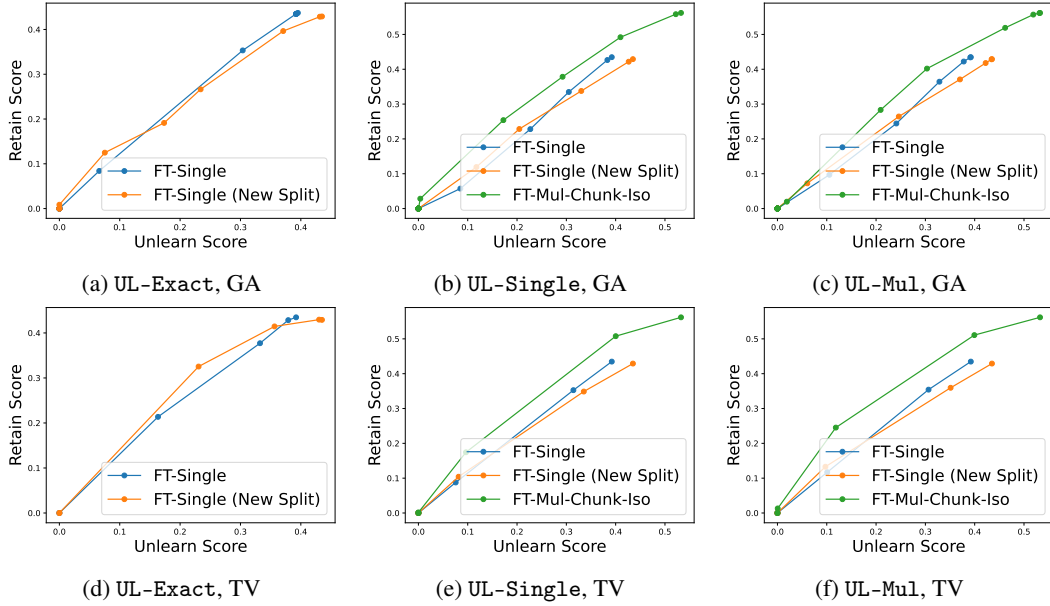 Retain Score
0.4
0.3
0.2
0.1
0.0
FT-Single
FT-Single (New Split)
0.0 0.1 0.2 0.3 0.4
Unlearn Score
(a) UL-Exact, GA
Retain Score
0.5
0.4
0.3
0.2
0.1
0.0
FT-Single
FT-Single (New Split)
FT-Mul-Chunk-Iso
0.0 0.1 0.2 0.3 0.4 0.5
Unlearn Score
(b) UL-Single, GA
Retain Score
0.5
0.4
0.3
0.2
0.1
0.0
FT-Single
FT-Single (New Split)
FT-Mul-Chunk-Iso
0.0 0.1 0.2 0.3 0.4 0.5
Unlearn Score
(c) UL-Mul, GA
Retain Score
0.4
0.3
0.2
0.1
0.0
FT-Single
FT-Single (New Split)
0.0 0.1 0.2 0.3 0.4
Unlearn Score
(d) UL-Exact, TV
Retain Score
0.5
0.4
0.3
0.2
0.1
0.0
FT-Single
FT-Single (New Split)
FT-Mul-Chunk-Iso
0.0 0.1 0.2 0.3 0.4 0.5
Unlearn Score
(e) UL-Single, TV
Retain Score
0.5
0.4
0.3
0.2
0.1
0.0
FT-Single
FT-Single (New Split)
FT-Mul-Chunk-Iso
0.0 0.1 0.2 0.3 0.4 0.5
Unlearn Score
(f) UL-Mul, TV